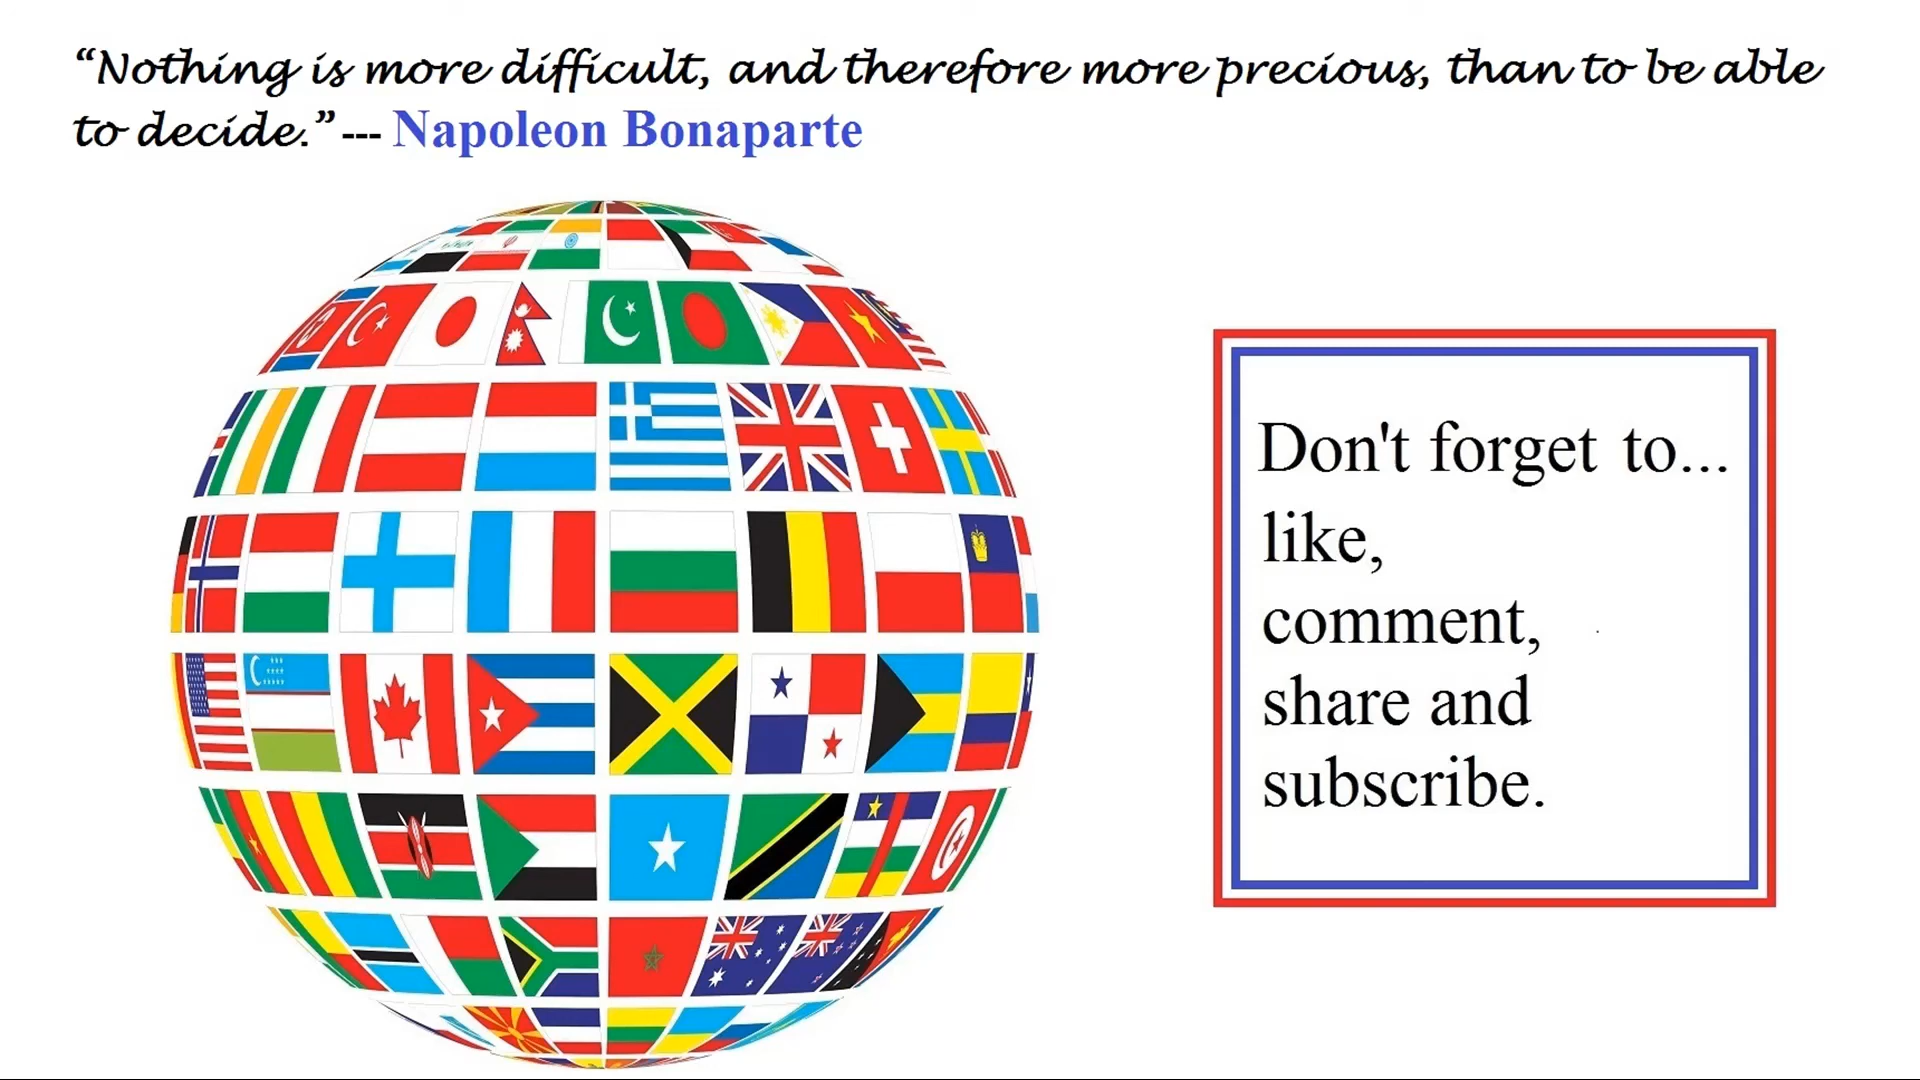 “Nothing is more difficult, and therefore more precious, than to be able
to decide.” --- Napoleon Bonaparte
Don't forget to...
like,
comment,
share and
subscribe.